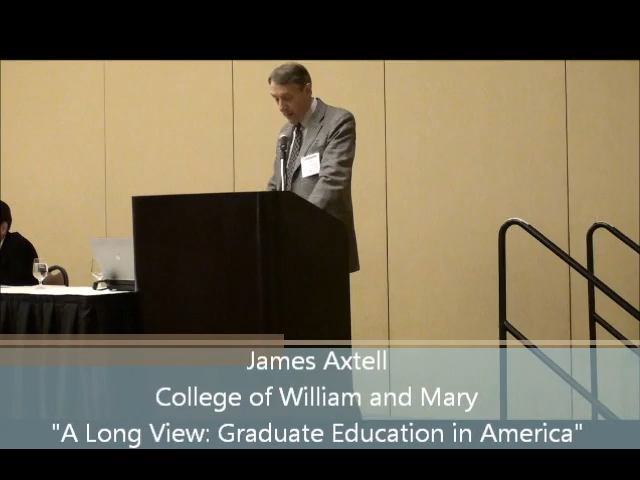 James Axtell
College of William and Mary
"A Long View: Graduate Education in America"